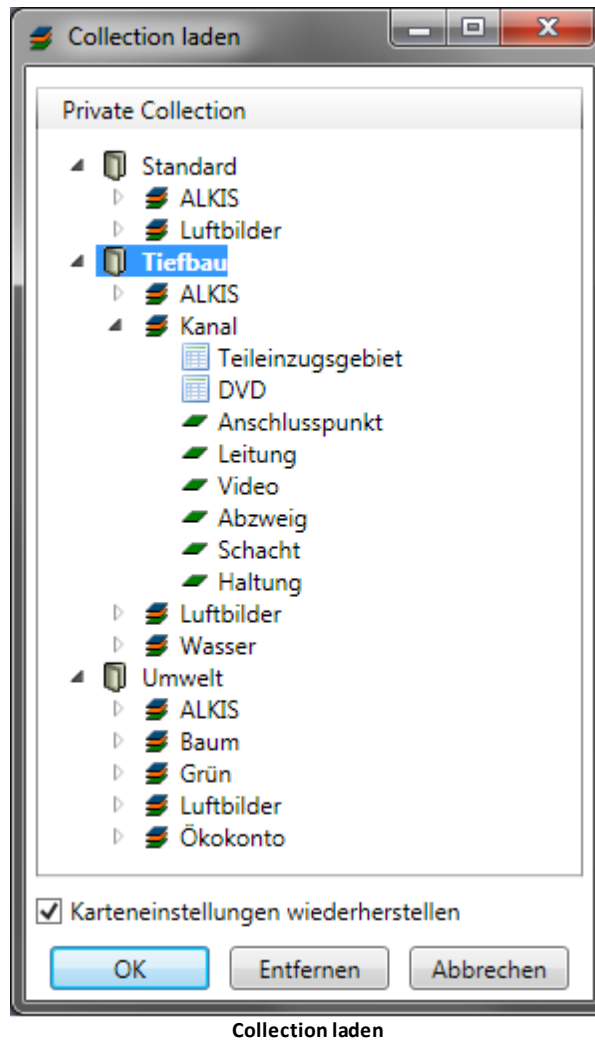 Collection laden
Private Collection
Standard
ALKIS
Luftbilder
Tiefbau
ALKIS
Kanal
Teileinzugsgebiet
DVD
Anschlusspunkt
Leitung
Video
Abzweig
Schacht
Haltung
Luftbilder
Wasser
Umwelt
ALKIS
Baum
Grün
Luftbilder
Ökokonto
Karteneinstellungen wiederherstellen
OK Entfernen Abbrechen
Collection laden